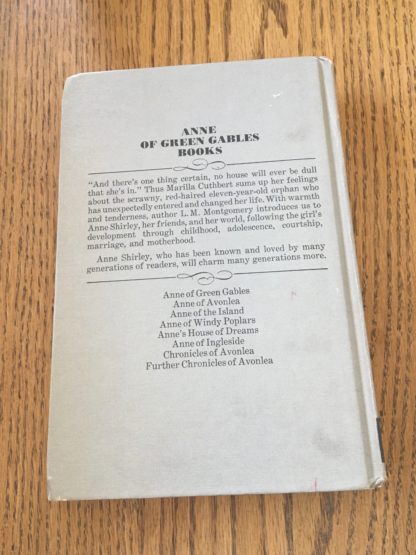 ANNE
OF GREEN GABLES
BOOKS
"And there's one thing certain, no house will ever be dull
that she's in." Thus Marilla Cuthbert sums up her feelings
about the scrawny, red-haired eleven-year-old orphan who
has unexpectedly entered and changed her life. With warmth
and tenderness, author L. M. Montgomery introduces us to
Anne Shirley, her friends, and her world, following the girl's
development through childhood, adolescence, courtship,
marriage, and motherhood.
Anne Shirley, who has been known and loved by many
generations of readers, will charm many generations more.
Anne of Green Gables
Anne of Avonlea
Anne of the Island
Anne of Windy Poplars
Anne's House of Dreams
Anne of Ingleside
Chronicles of Avonlea
Further Chronicles of Avonlea